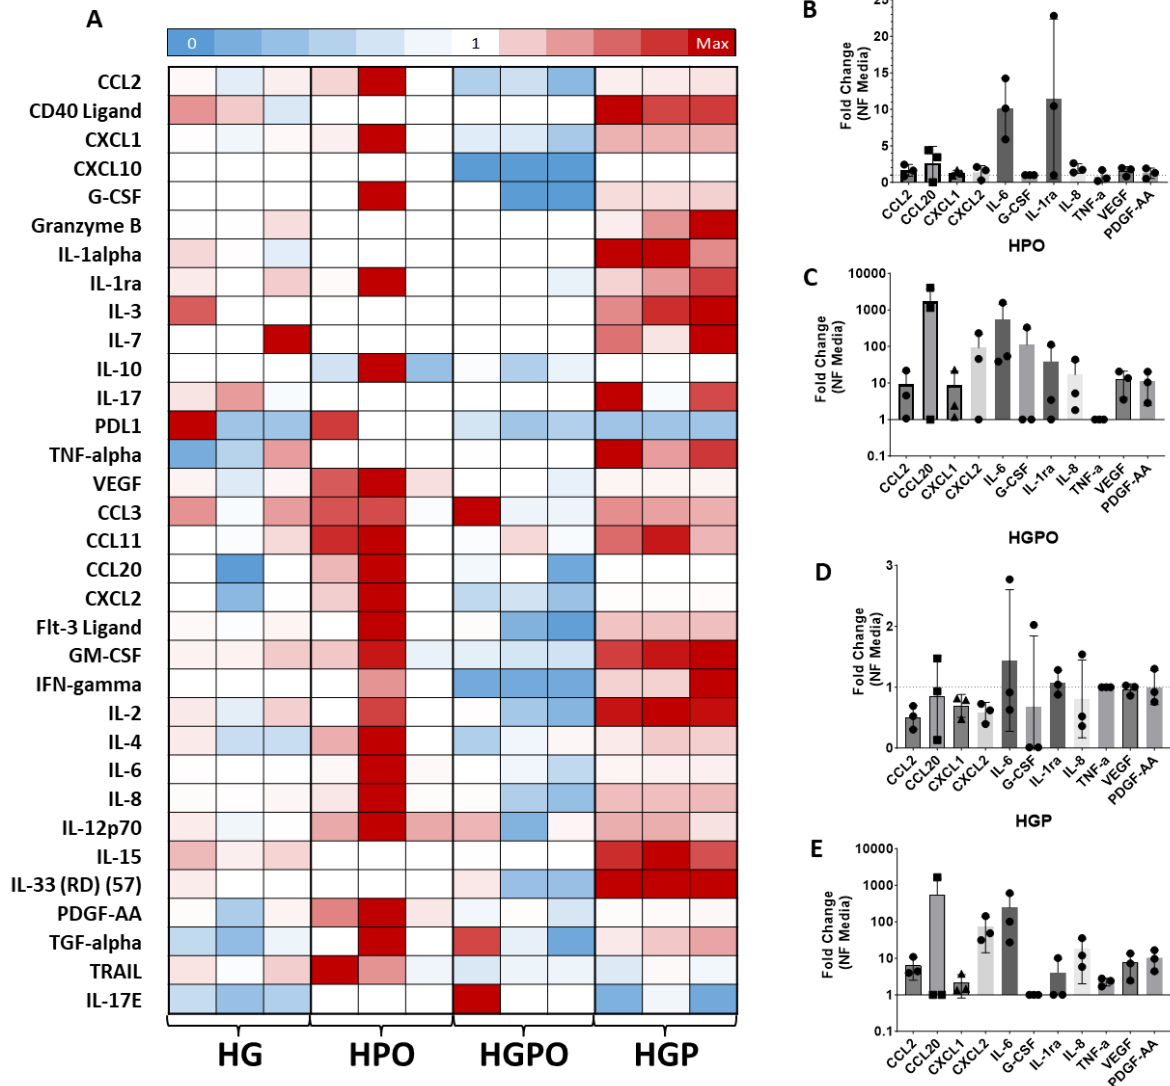 A
0 1 Max
CCL2
CD40 Ligand
CXCL1
CXCL10
G-CSF
Granzyme B
IL-1alpha
IL-1ra
IL-3
IL-7
IL-10
IL-17
PDL1
TNF-alpha
VEGF
CCL3
CCL11
CCL20
CXCL2
Flt-3 Ligand
GM-CSF
IFN-gamma
IL-2
IL-4
IL-6
IL-8
IL-12p70
IL-15
IL-33 (RD) (57)
PDGF-AA
TGF-alpha
TRAIL
IL-17E
HG HPO HGPO HGP
B
Fold Change
(NF Media)
25
20
15
10
5
0
CCL2 CCL20 CXCL1 CXCL2 IL-6 G-CSF IL-1ra IL-8 TNF-a VEGF PDGF-AA
HPO
C
Fold Change
(NF Media)
10000
1000
100
10
1
0.1
CCL2 CCL20 CXCL1 CXCL2 IL-6 G-CSF IL-1ra IL-8 TNF-a VEGF PDGF-AA
HGPO
D
Fold Change
(NF Media)
3
2
1
0
CCL2 CCL20 CXCL1 CXCL2 IL-6 G-CSF IL-1ra IL-8 TNF-a VEGF PDGF-AA
HGP
E
Fold Change
(NF Media)
10000
1000
100
10
1
0.1
CCL2 CCL20 CXCL1 CXCL2 IL-6 G-CSF IL-1ra IL-8 TNF-a VEGF PDGF-AA